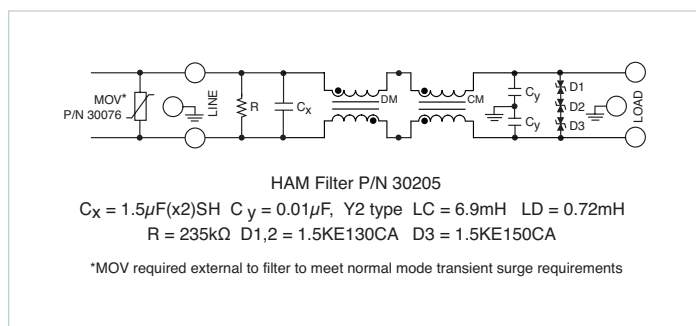 MOV*
P/N 30076
LINE
R
Cx
DM
CM
Cy
Cy
D1
D2
D3
LOAD
HAM Filter P/N 30205
Cx = 1.5µF(x2)SH C y = 0.01µF, Y2 type LC = 6.9mH LD = 0.72mH
R = 235kΩ D1,2 = 1.5KE130CA D3 = 1.5KE150CA
*MOV required external to filter to meet normal mode transient surge requirements